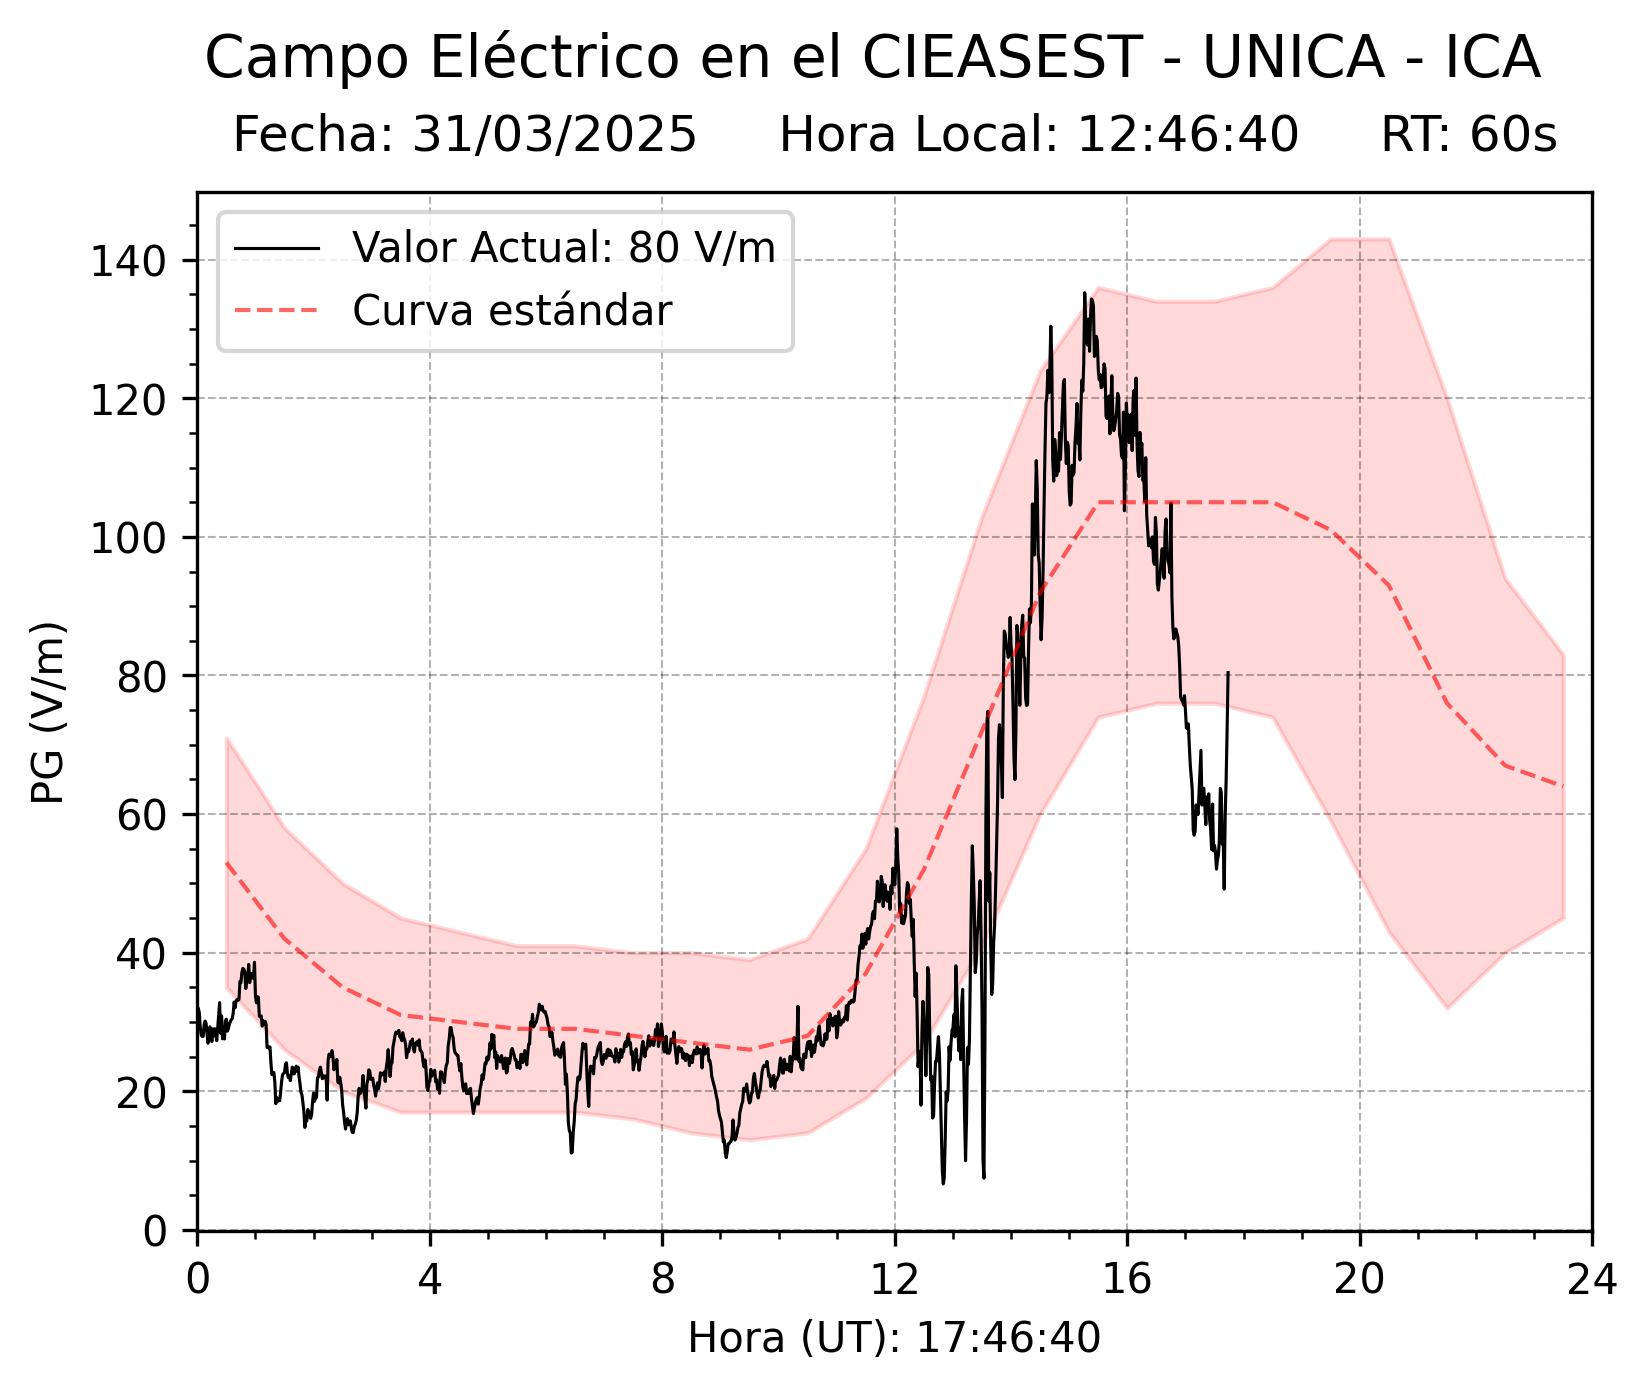 Campo Eléctrico en el CIEASEST - UNICA - ICA
Fecha: 31/03/2025 Hora Local: 12:46:40 RT: 60s
Valor Actual: 80 V/m
Curva estándar
140
120
100
80
60
40
20
0
PG (V/m)
0 4 8 12 16 20 24
Hora (UT): 17:46:40